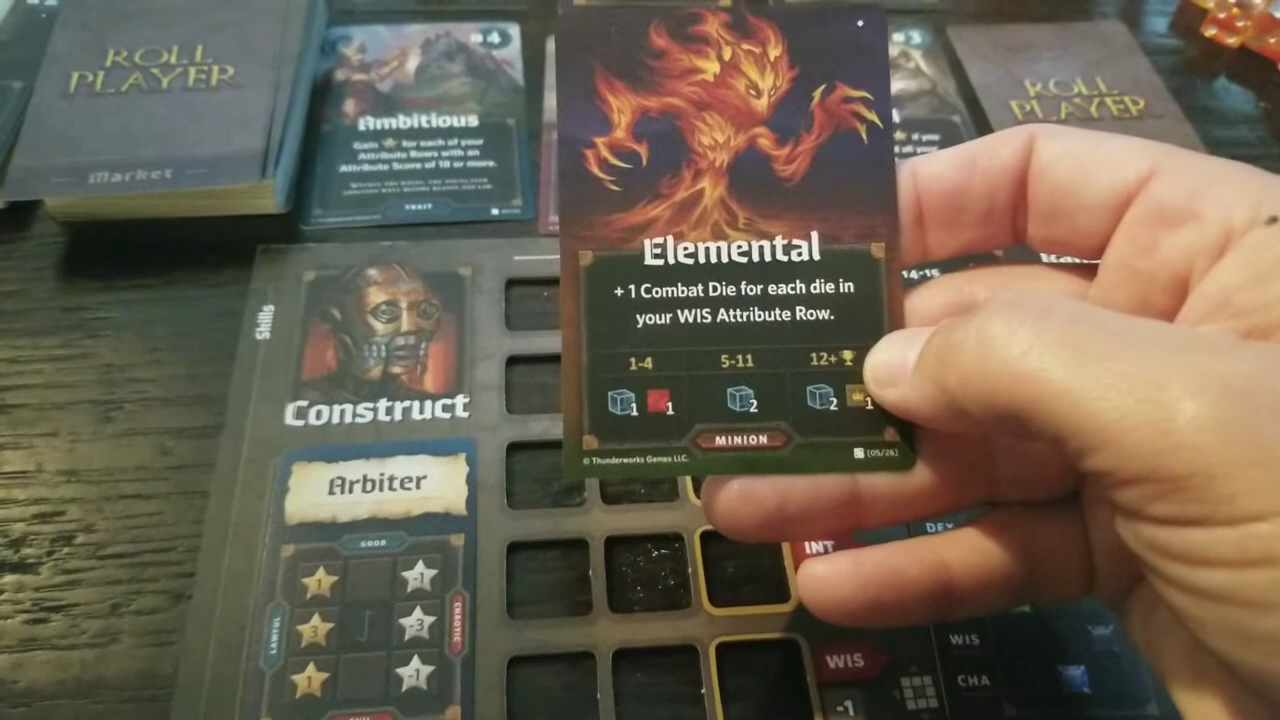 ROLL
PLAYER
Market
4
Ambitious
Gain for each of your
Attribute Rows with an
Attribute Score of 18 or more.
TRAIT
Elemental
+ 1 Combat Die for each die in
your WIS Attribute Row.
1-4 5-11 12+
1 1 2 2 1
MINION
© Thunderworks Games LLC.
[05/26]
3
ROLL
PLAYER
14-15
Skills
Construct
Arbiter
GOOD
1 -1
LAWFUL
3 -3
CHAOTIC
1 -1
INT
DEX
WIS
-1
WIS
CHA